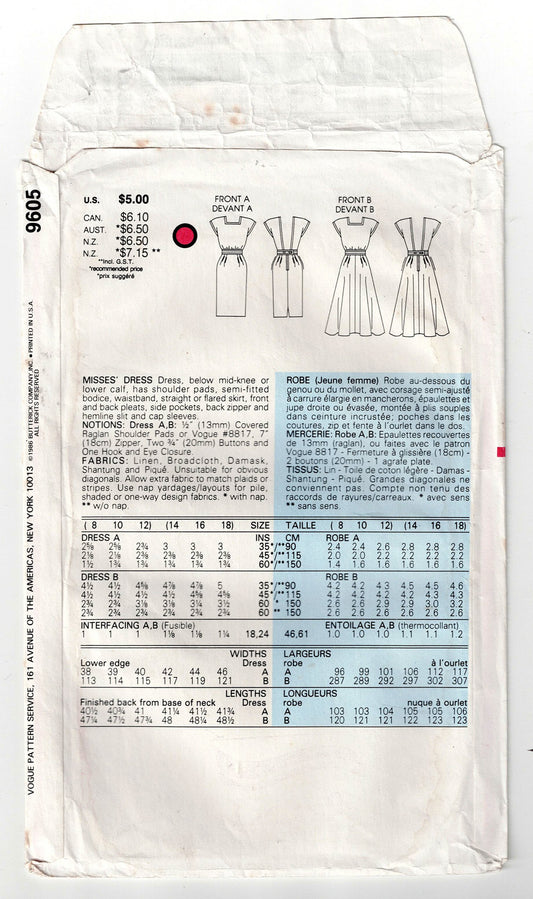 9605
VOGUE PATTERN SERVICE, 161 AVENUE OF THE AMERICAS, NEW YORK 10013 ©1986 BUTTERICK COMPANY, INC. • PRINTED IN U.S.A
ALL RIGHTS RESERVED
U.S. $5.00
CAN. $6.10
AUST. *$6.50
N.Z. *$6.50
N.Z. *$7.15 **
**Incl. G.S.T.
*recommended price
*prix suggéré
FRONT A
DEVANT A
FRONT B
DEVANT B
MISSES' DRESS Dress, below mid-knee or
lower calf, has shoulder pads, semi-fitted
bodice, waistband, straight or flared skirt, front
and back pleats, side pockets, back zipper and
hemline slit and cap sleeves.
NOTIONS: Dress A,B: ½" (13mm) Covered
Raglan Shoulder Pads or Vogue #8817, 7"
(18cm) Zipper, Two ¾" (20mm) Buttons and
One Hook and Eye Closure.
FABRICS: Linen, Broadcloth, Damask,
Shantung and Piqué. Unsuitable for obvious
diagonals. Allow extra fabric to match plaids or
stripes. Use nap yardages/layouts for pile,
shaded or one-way design fabrics. * with nap.
** w/o nap.
ROBE (Jeune femme) Robe au-dessous du
genou ou du mollet, avec corsage semi-ajusté
à carrure élargie en mancherons, épaulettes et
jupe droite ou évasée, montée à plis souples
dans ceinture incrustée; poches dans les
coutures, zip et fente à l'ourlet dans le dos.
MERCERIE: Robe A,B: Epaulettes recouvertes
de 13mm (raglan), ou faites avec le patron
Vogue 8817 - Fermeture à glissière (18cm) -
2 boutons (20mm) - 1 agrafe plate.
TISSUS: Lin - Toile de coton légère - Damas -
Shantung - Piqué. Grandes diagonales ne
conviennent pas. Compte non tenu des
raccords de rayures/carreaux. * avec sens
** sans sens.
( 8 10 12) (14 16 18) SIZE TAILLE ( 8 10 12) (14 16 18)
DRESS A INS CM ROBE A
2⅝ 2⅝ 2¾ 3 3 3 35*/**90 2.4 2.4 2.6 2.8 2.8 2.8
2⅛ 2⅛ 2⅜ 2⅜ 2⅜ 2⅜ 45*/**115 2.0 2.0 2.2 2.2 2.2 2.2
1½ 1¾ 1¾ 1¾ 1¾ 1¾ 60*/**150 1.4 1.6 1.6 1.6 1.6 1.6
DRESS B ROBE B
4½ 4½ 4⅝ 4⅞ 4⅞ 5 35*/**90 4.2 4.2 4.3 4.5 4.5 4.6
4½ 4½ 4½ 4⅝ 4⅝ 4⅝ 45*/**115 4.2 4.2 4.2 4.2 4.3 4.3
2¾ 2¾ 3⅛ 3⅛ 3¼ 3½ 60 * 150 2.6 2.6 2.9 2.9 3.0 3.2
2¾ 2¾ 2¾ 2¾ 2¾ 2¾ 60 ** 150 2.6 2.6 2.6 2.6 2.6 2.6
INTERFACING A,B (Fusible) ENTOILAGE A,B (thermocollant)
1 1 1 1⅛ 1⅛ 1¼ 18,24 46,61 1.0 1.0 1.0 1.1 1.1 1.2
WIDTHS LARGEURS
Lower edge Dress robe à l'ourlet
38 39 40 42 44 46 A A 96 99 101 106 112 117
113 114 115 117 119 121 B B 287 289 292 297 302 307
LENGTHS LONGUEURS
Finished back from base of neck Dress robe nuque à ourlet
40½ 40¾ 41 41¼ 41½ 41¾ A A 103 103 104 105 105 106
47¼ 47½ 47¾ 48 48¼ 48½ B B 120 121 121 122 123 123